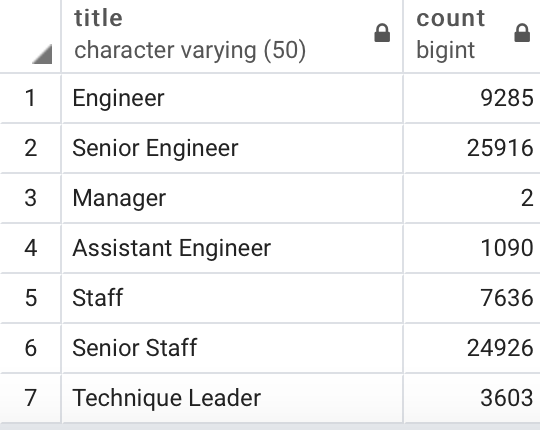 title count
character varying (50) bigint
1 Engineer 9285
2 Senior Engineer 25916
3 Manager 2
4 Assistant Engineer 1090
5 Staff 7636
6 Senior Staff 24926
7 Technique Leader 3603